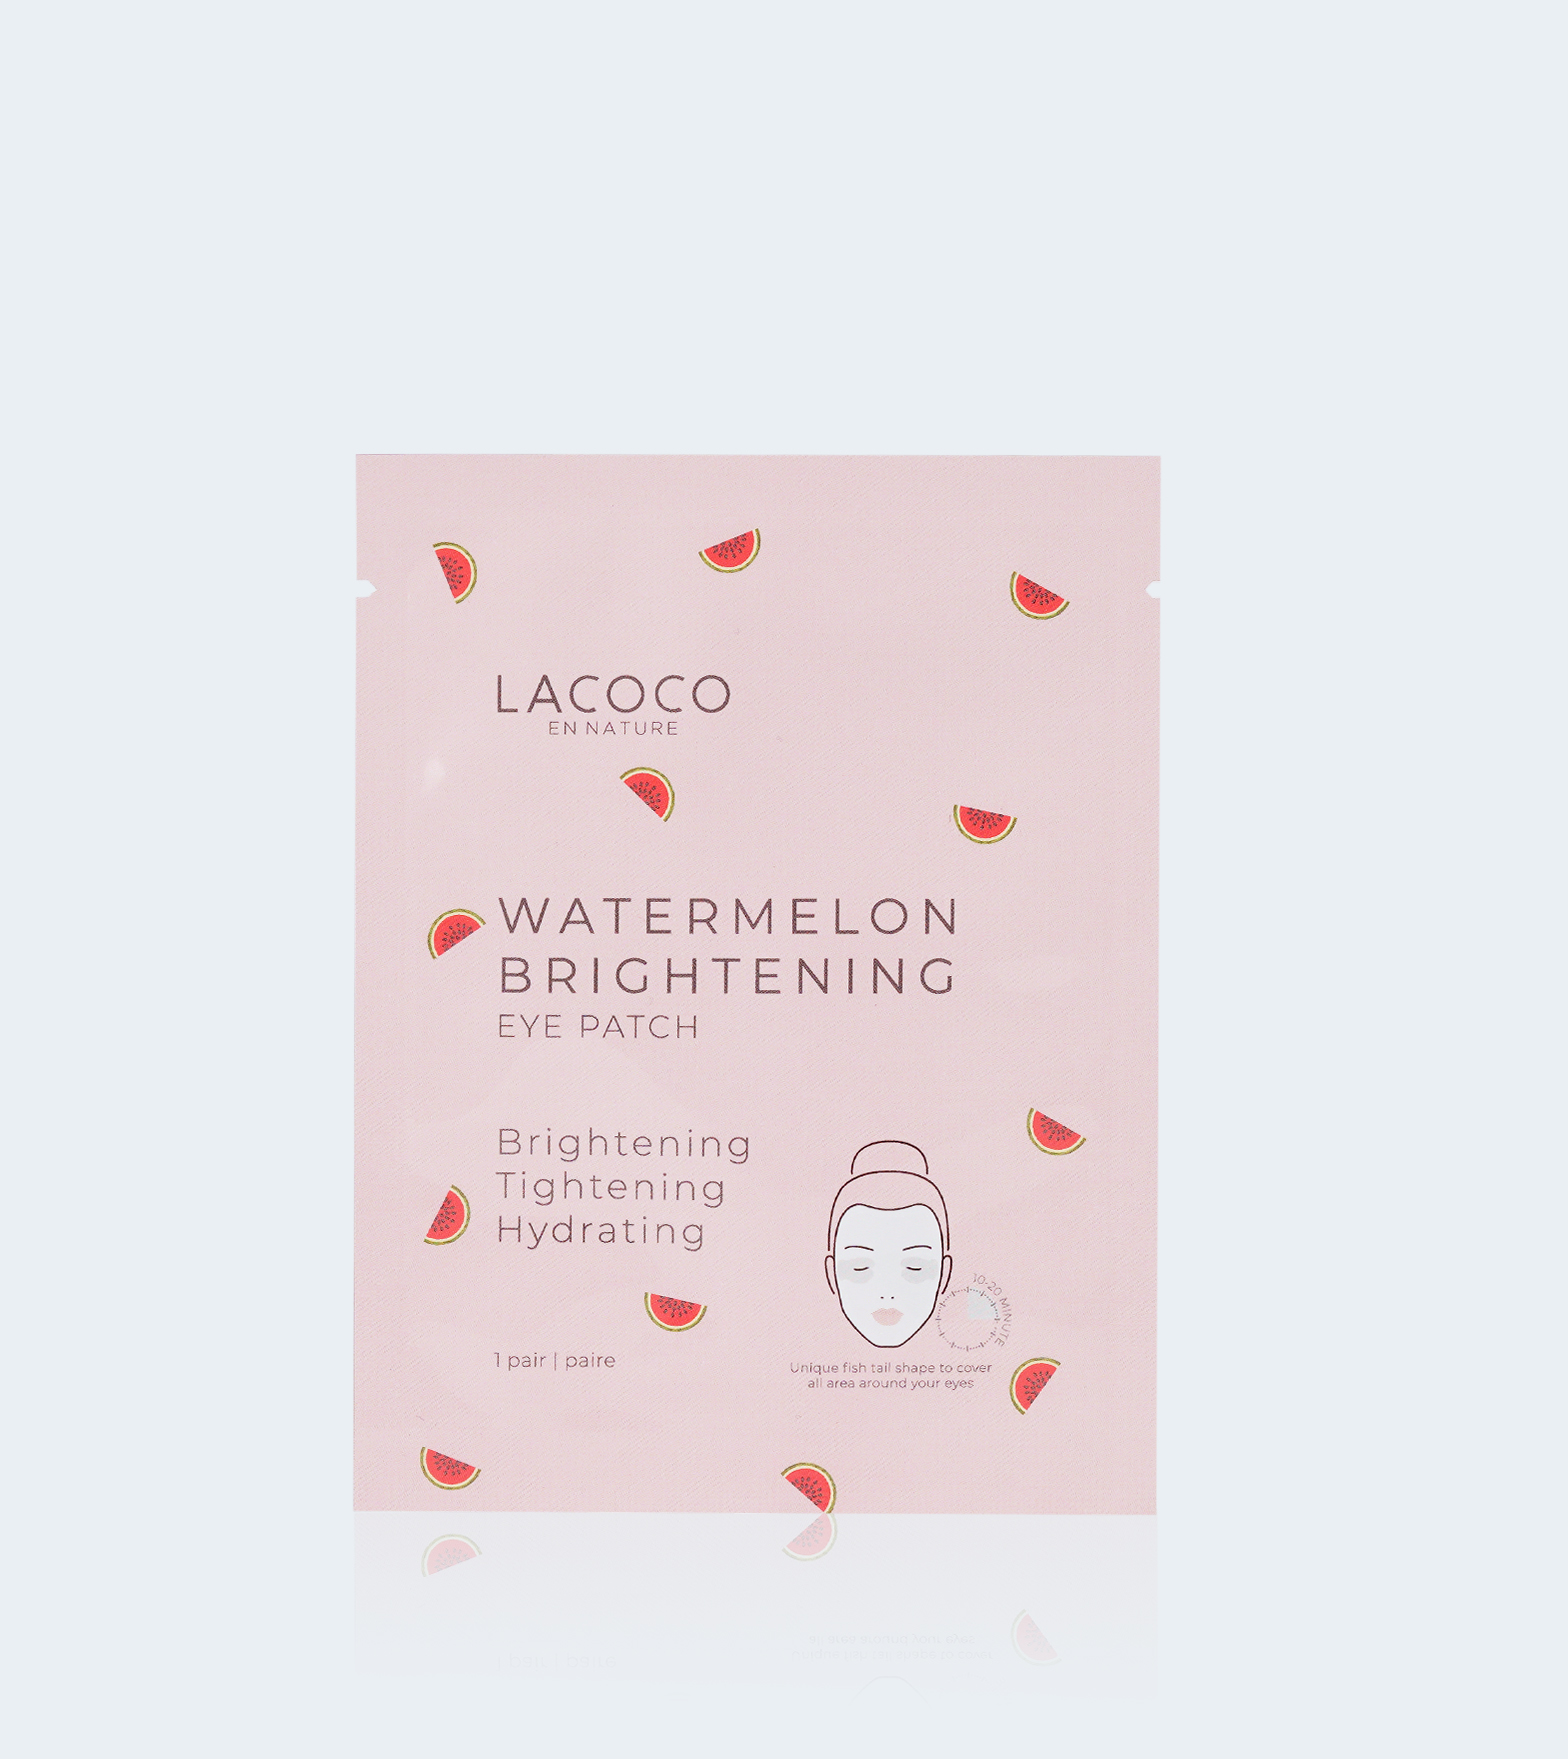 LACOCO
EN NATURE
WATERMELON
BRIGHTENING
EYE PATCH
Brightening
Tightening
Hydrating
10-20 MINUTE
1 pair | paire
Unique fish tail shape to cover
all area around your eyes